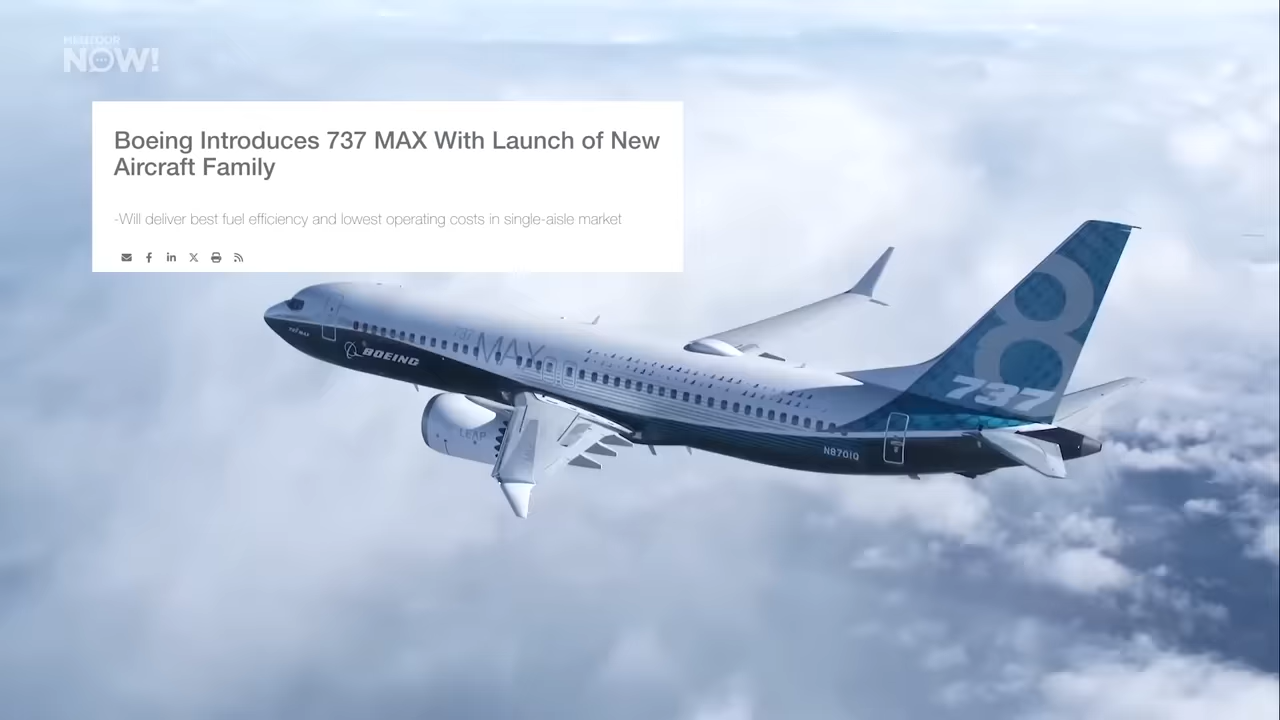 NOW!
Boeing Introduces 737 MAX With Launch of New
Aircraft Family
-Will deliver best fuel efficiency and lowest operating costs in single-aisle market
737 MAX
BOEING
LEAP
8
737
N8701Q